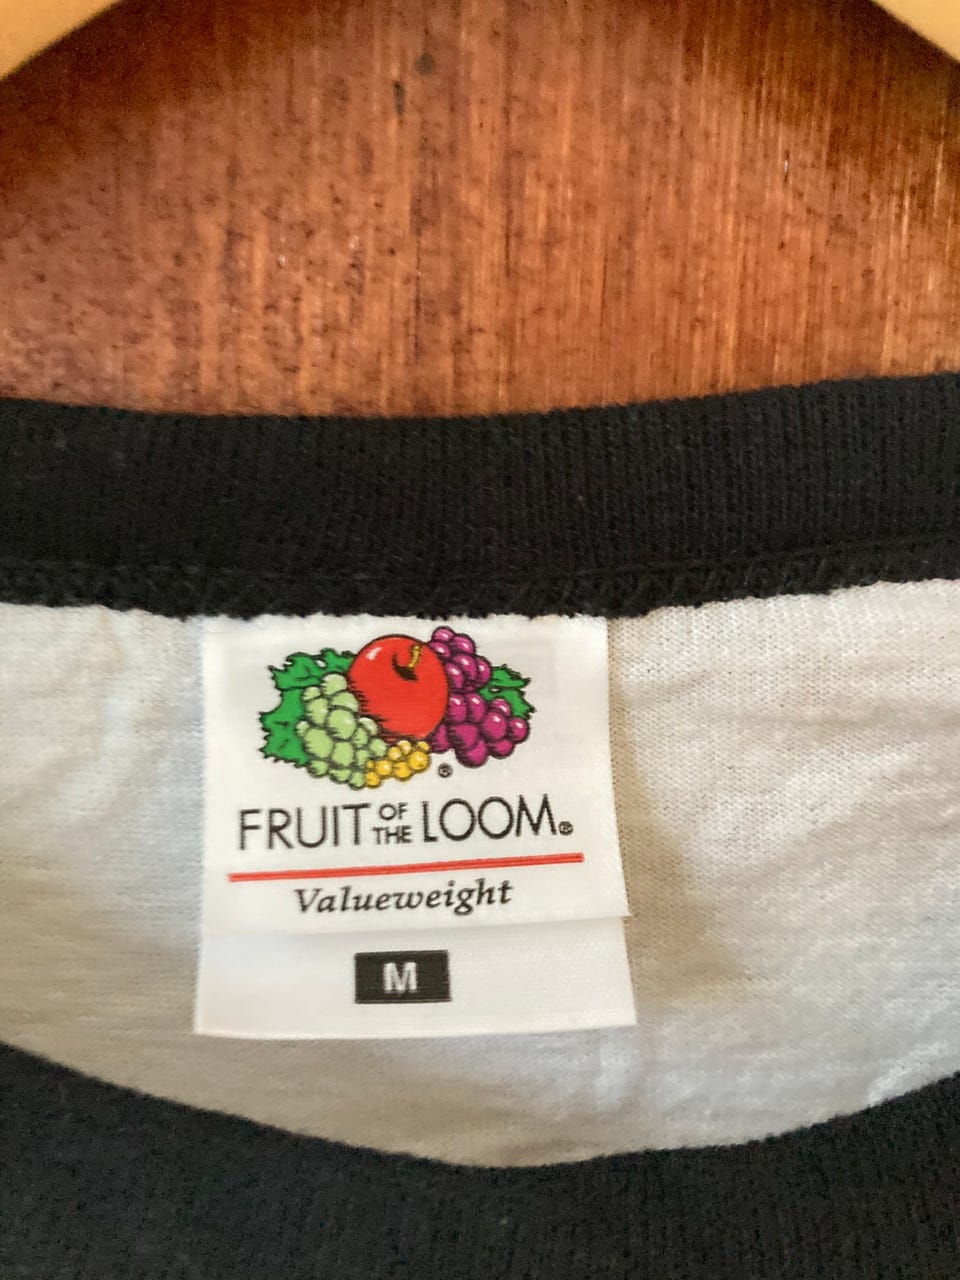 FRUIT OF THE LOOM®
Valueweight
M